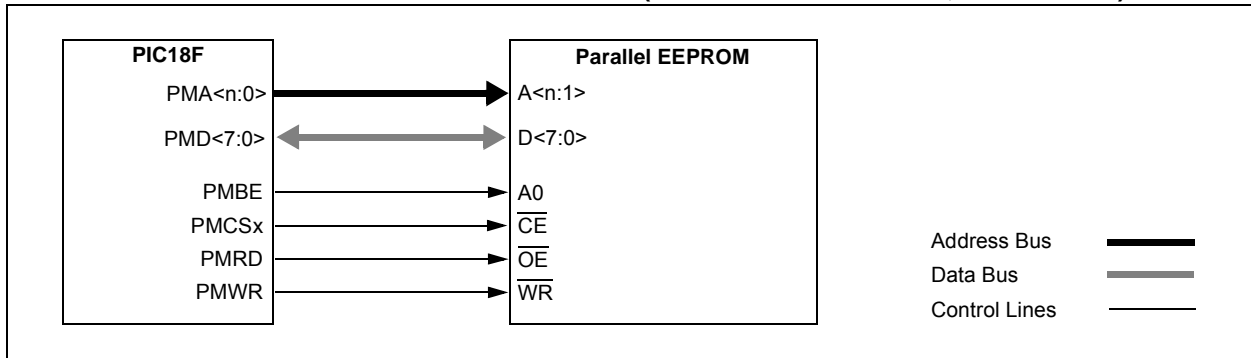 PIC18F
Parallel EEPROM
PMA<n:0>
A<n:1>
PMD<7:0>
D<7:0>
PMBE
A0
PMCSx
CE
PMRD
OE
PMWR
WR
Address Bus
Data Bus
Control Lines